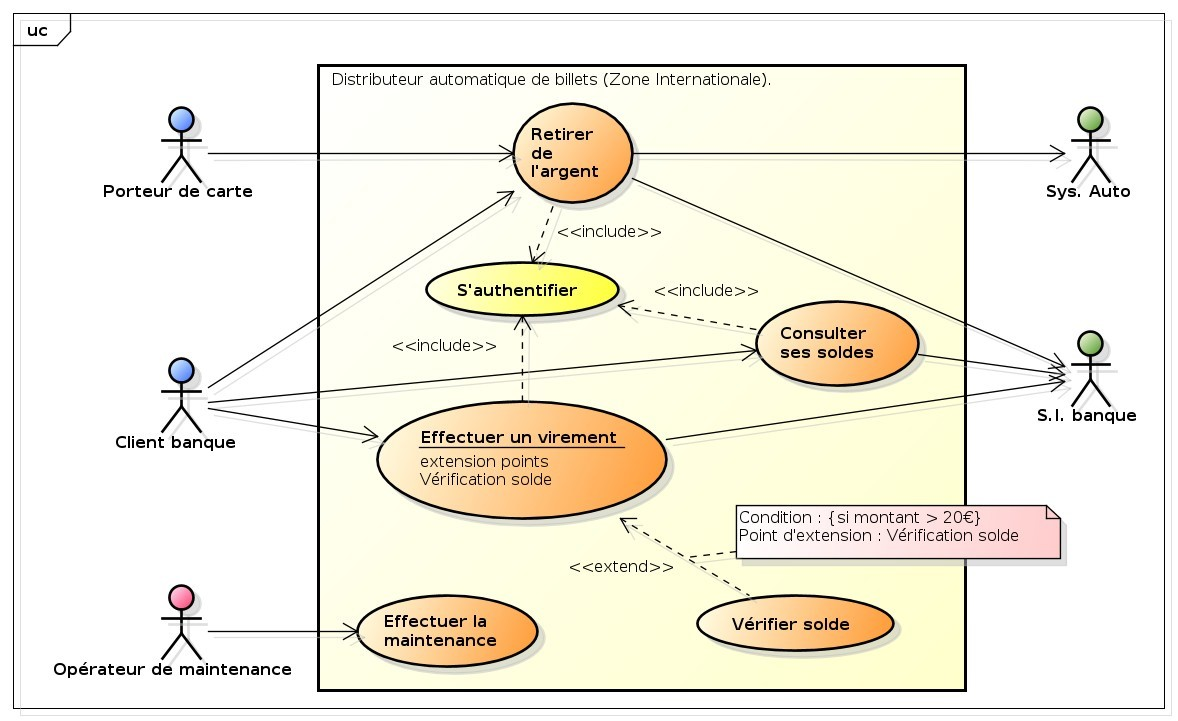 uc
Distributeur automatique de billets (Zone Internationale).
Retirer
de
l'argent
Porteur de carte
Sys. Auto
<<include>>
S'authentifier
<<include>>
Consulter
ses soldes
<<include>>
Client banque
S.I. banque
Effectuer un virement
extension points
Vérification solde
Condition : {si montant > 20€}
Point d'extension : Vérification solde
<<extend>>
Effectuer la
maintenance
Vérifier solde
Opérateur de maintenance